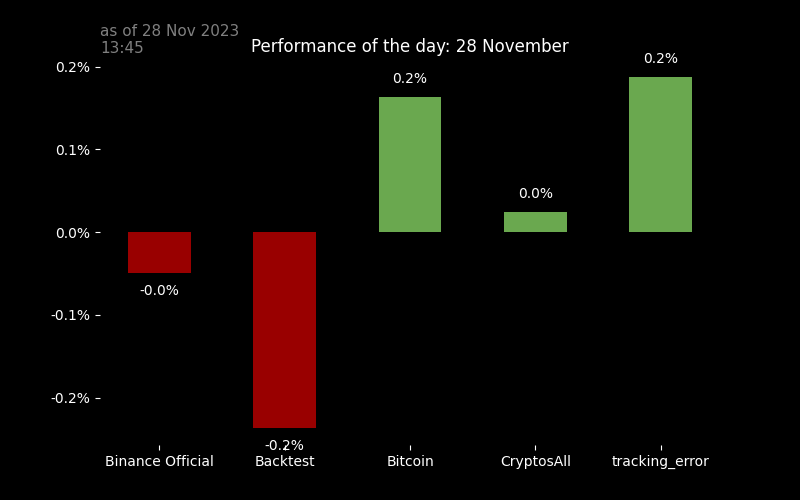 as of 28 Nov 2023
13:45
Performance of the day: 28 November
0.2%
0.1%
0.0%
-0.1%
-0.2%
-0.0%
-0.2%
0.2%
0.0%
0.2%
Binance Official
Backtest
Bitcoin
CryptosAll
tracking_error